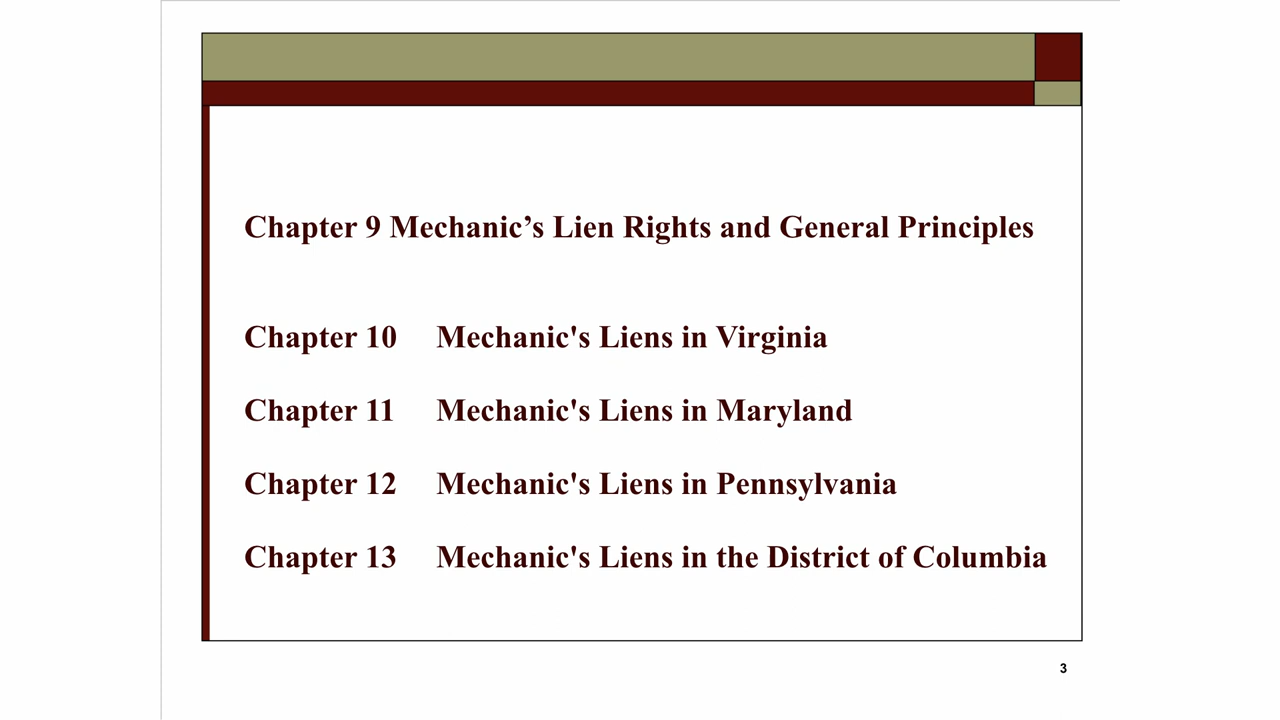 Chapter 9 Mechanic’s Lien Rights and General Principles
Chapter 10 Mechanic's Liens in Virginia
Chapter 11 Mechanic's Liens in Maryland
Chapter 12 Mechanic's Liens in Pennsylvania
Chapter 13 Mechanic's Liens in the District of Columbia
3